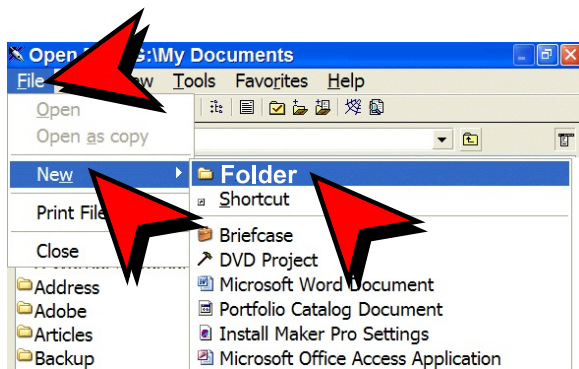 Open G:\My Documents
File w Tools Favorites Help
Open
Open as copy
New
Print File
Close
Folder
Shortcut
Briefcase
DVD Project
Microsoft Word Document
Portfolio Catalog Document
Install Maker Pro Settings
Microsoft Office Access Application
Address
Adobe
Articles
Backup